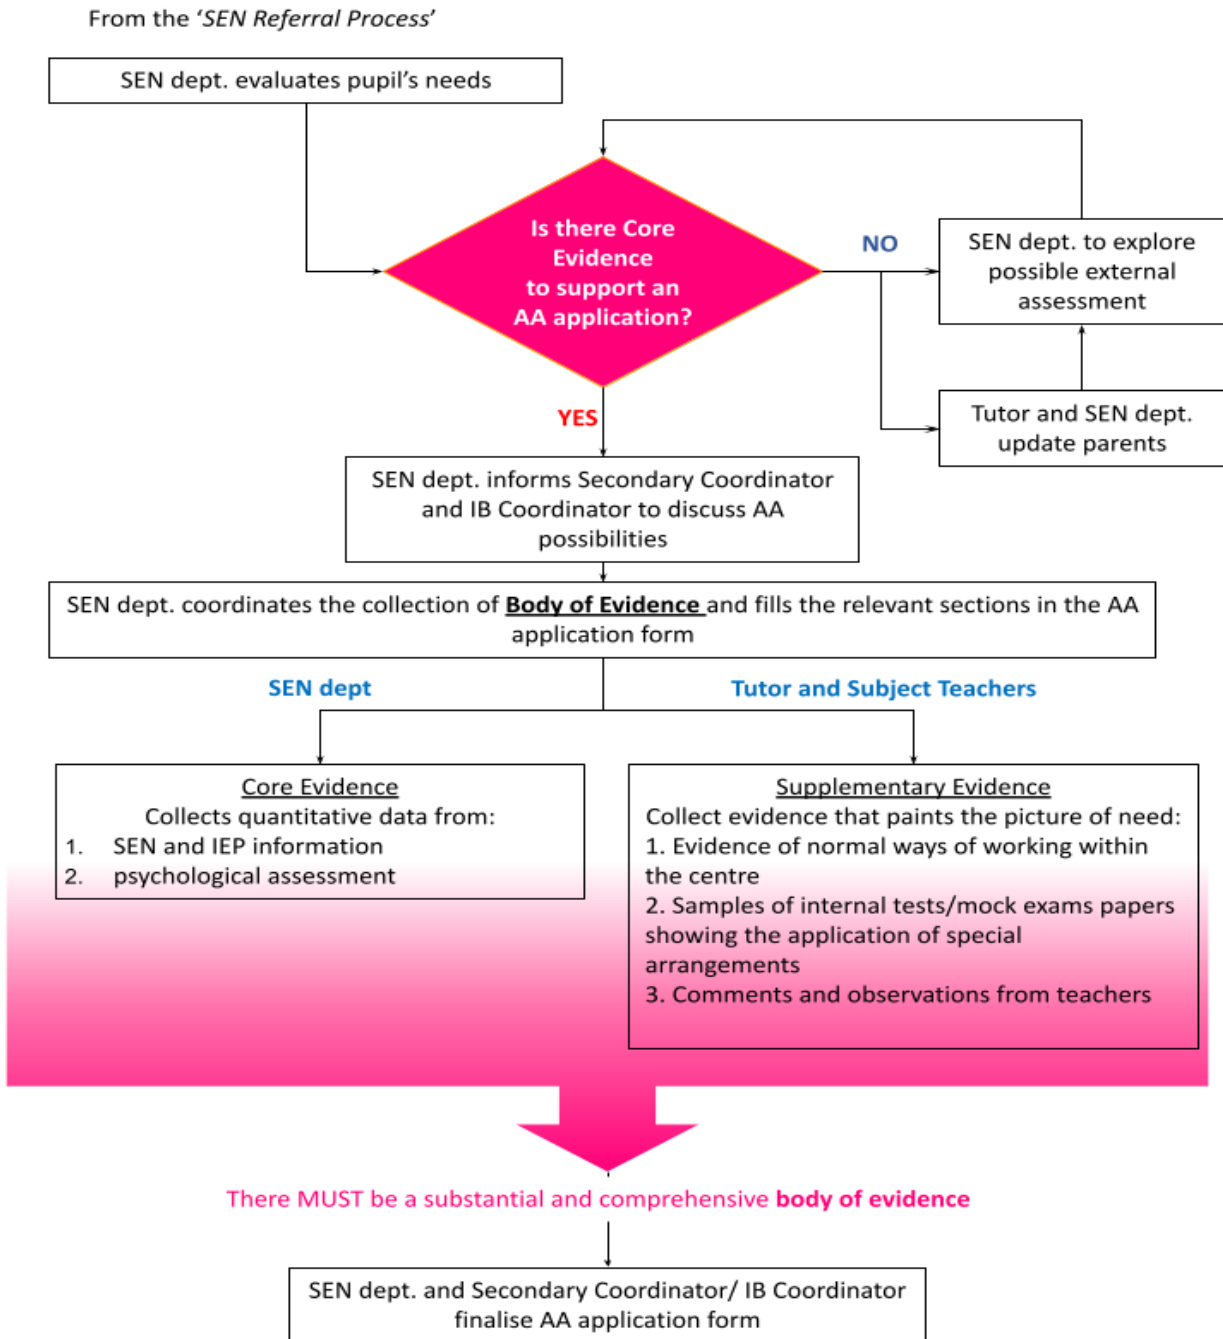 From the ‘SEN Referral Process’
SEN dept. evaluates pupil’s needs
Is there Core
Evidence
to support an
AA application?
NO
SEN dept. to explore
possible external
assessment
Tutor and SEN dept.
update parents
YES
SEN dept. informs Secondary Coordinator
and IB Coordinator to discuss AA
possibilities
SEN dept. coordinates the collection of Body of Evidence and fills the relevant sections in the AA
application form
SEN dept
Tutor and Subject Teachers
Core Evidence
Collects quantitative data from:
1. SEN and IEP information
2. psychological assessment
Supplementary Evidence
Collect evidence that paints the picture of need:
1. Evidence of normal ways of working within
the centre
2. Samples of internal tests/mock exams papers
showing the application of special
arrangements
3. Comments and observations from teachers
There MUST be a substantial and comprehensive body of evidence
SEN dept. and Secondary Coordinator/ IB Coordinator
finalise AA application form